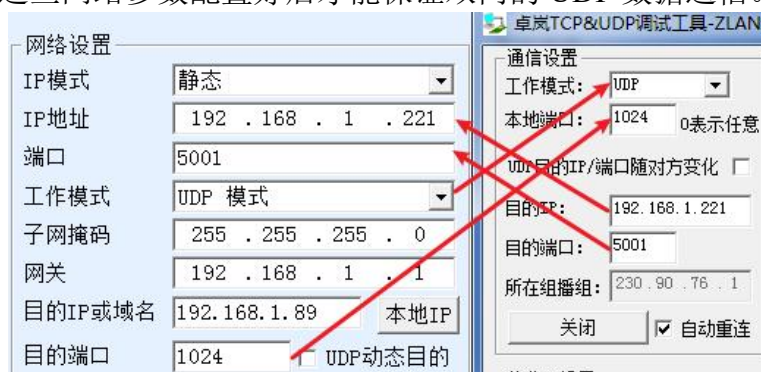 网络设置
IP模式 静态
IP地址 192 . 168 . 1 . 221
端口 5001
工作模式 UDP 模式
子网掩码 255 . 255 . 255 . 0
网关 192 . 168 . 1 . 1
目的IP或域名 192.168.1.89 本地IP
目的端口 1024 UDP动态目的
卓岚TCP&UDP调试工具-ZLAN
通信设置
工作模式: UDP
本地端口: 1024 0表示任意
UDP目的IP/端口随对方变化
目的IP: 192.168.1.221
目的端口: 5001
所在组播组: 230 . 90 . 76 . 1
关闭 自动重连